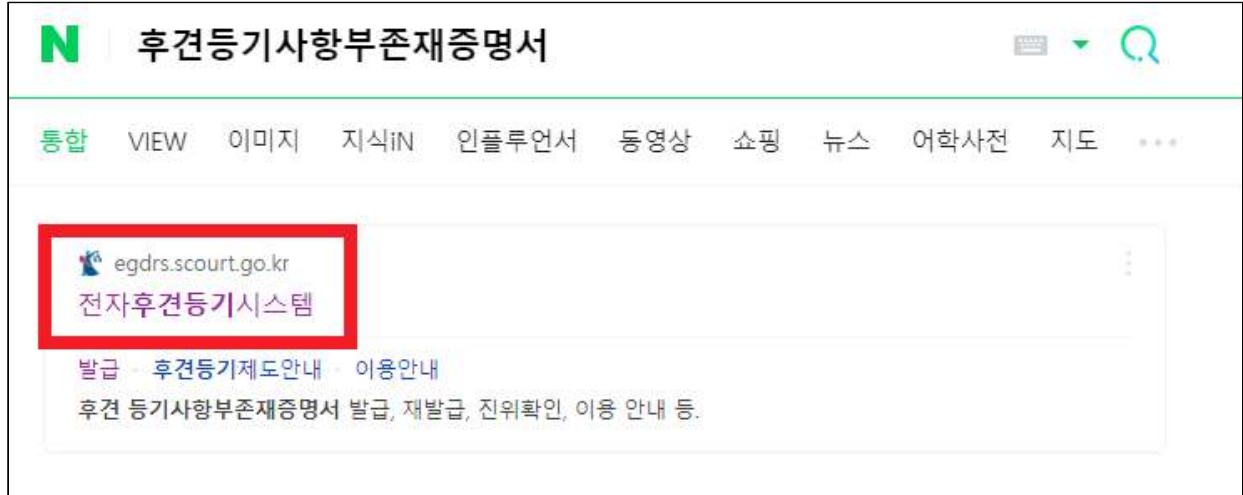 N 후견등기사항부존재증명서
통합 VIEW 이미지 지식iN 인플루언서 동영상 쇼핑 뉴스 어학사전 지도
egdrs.scourt.go.kr
전자후견등기시스템
발급 · 후견등기제도안내 · 이용안내
후견 등기사항부존재증명서 발급, 재발급, 진위확인, 이용 안내 등.